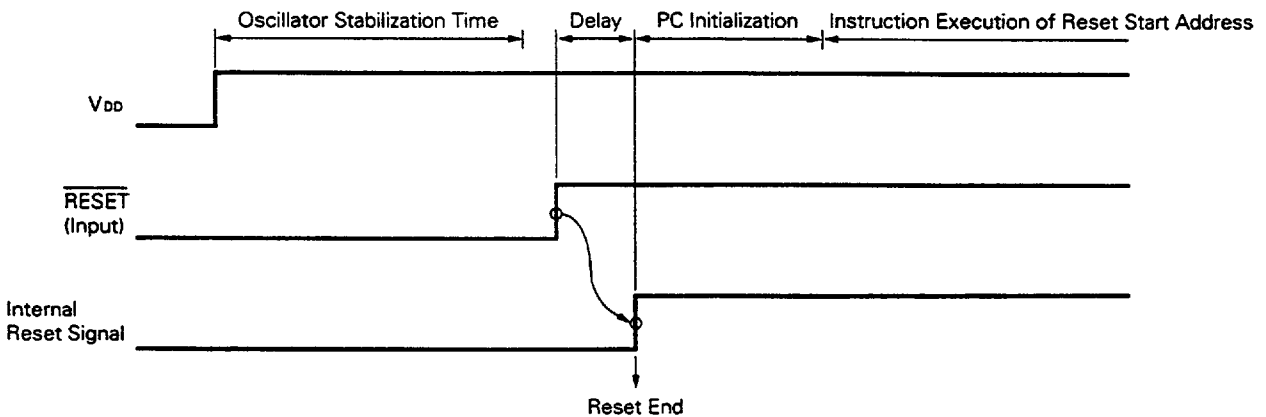 Oscillator Stabilization Time
Delay
PC Initialization
Instruction Execution of Reset Start Address
VDD
RESET
(Input)
Internal
Reset Signal
Reset End